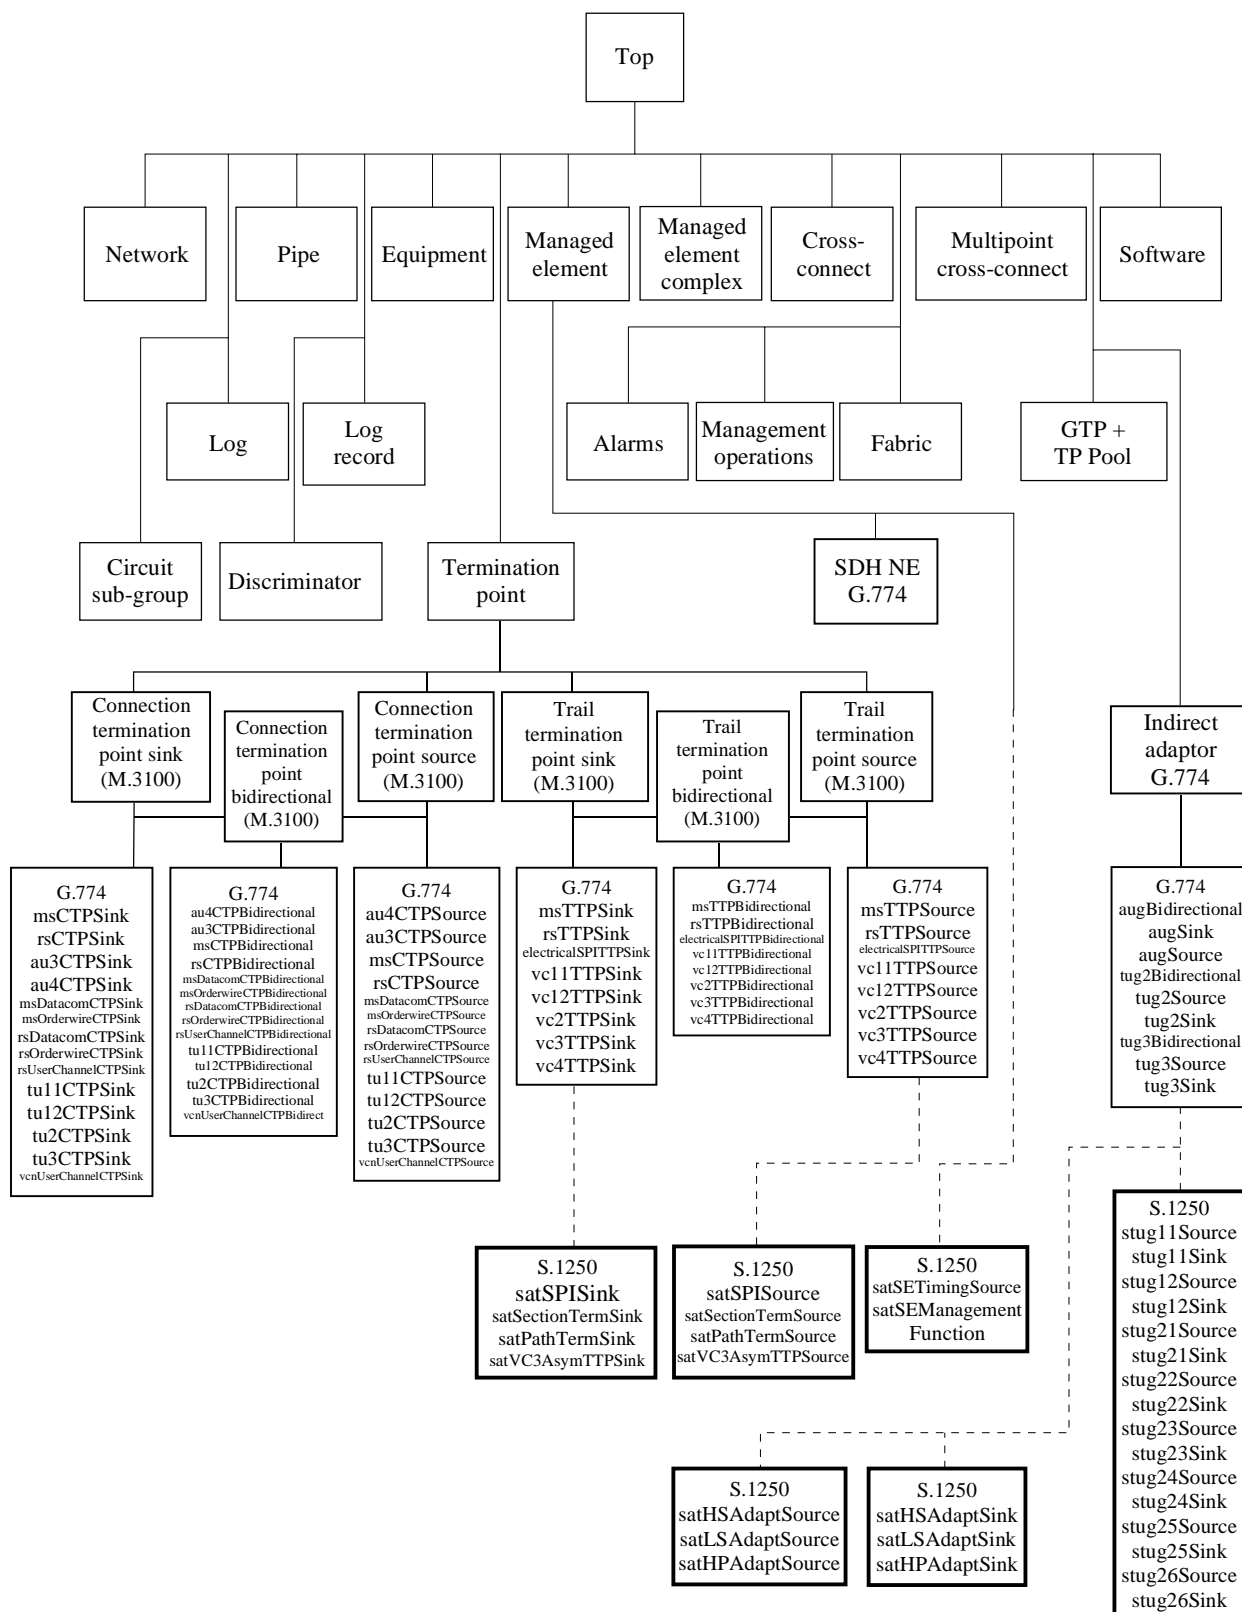 Top
Network
Pipe
Equipment
Managed
element
Managed
element
complex
Cross-
connect
Multipoint
cross-connect
Software
Log
Log
record
Alarms
Management
operations
Fabric
GTP +
TP Pool
Circuit
sub-group
Discriminator
Termination
point
SDH NE
G.774
Connection
termination
point sink
(M.3100)
Connection
termination
point
bidirectional
(M.3100)
Connection
termination
point source
(M.3100)
Trail
termination
point sink
(M.3100)
Trail
termination
point
bidirectional
(M.3100)
Trail
termination
point source
(M.3100)
Indirect
adaptor
G.774
G.774
msCTPSink
rsCTPSink
au3CTPSink
au4CTPSink
msDatacomCTPSink
msOrderwireCTPSink
rsDatacomCTPSink
rsOrderwireCTPSink
rsUserChannelCTPSink
tu11CTPSink
tu12CTPSink
tu2CTPSink
tu3CTPSink
vcnUserChannelCTPSink
G.774
au4CTPBidirectional
au3CTPBidirectional
msCTPBidirectional
rsCTPBidirectional
msDatacomCTPBidirectional
msOrderwireCTPBidirectional
rsDatacomCTPBidirectional
rsOrderwireCTPBidirectional
rsUserChannelCTPBidirectional
tu11CTPBidirectional
tu12CTPBidirectional
tu2CTPBidirectional
tu3CTPBidirectional
vcnUserChannelCTPBidirect
G.774
au4CTPSource
au3CTPSource
msCTPSource
rsCTPSource
msDatacomCTPSource
msOrderwireCTPSource
rsDatacomCTPSource
rsOrderwireCTPSource
rsUserChannelCTPSource
tu11CTPSource
tu12CTPSource
tu2CTPSource
tu3CTPSource
vcnUserChannelCTPSource
G.774
msTTPSink
rsTTPSink
electricalSPITTPSink
vc11TTPSink
vc12TTPSink
vc2TTPSink
vc3TTPSink
vc4TTPSink
G.774
msTTPBidirectional
rsTTPBidirectional
electricalSPITTPBidirectional
vc11TTPBidirectional
vc12TTPBidirectional
vc2TTPBidirectional
vc3TTPBidirectional
vc4TTPBidirectional
G.774
msTTPSource
rsTTPSource
electricalSPITTPSource
vc11TTPSource
vc12TTPSource
vc2TTPSource
vc3TTPSource
vc4TTPSource
G.774
augBidirectional
augSink
augSource
tug2Bidirectional
tug2Source
tug2Sink
tug3Bidirectional
tug3Source
tug3Sink
S.1250
satSPISink
satSectionTermSink
satPathTermSink
satVC3AsymTTPSink
S.1250
satSPISource
satSectionTermSource
satPathTermSource
satVC3AsymTTPSource
S.1250
satSETimingSource
satSEManagement
Function
S.1250
stug11Source
stug11Sink
stug12Source
stug12Sink
stug21Source
stug21Sink
stug22Source
stug22Sink
stug23Source
stug23Sink
stug24Source
stug24Sink
stug25Source
stug25Sink
stug26Source
stug26Sink
S.1250
satHSAdaptSource
satLSAdaptSource
satHPAdaptSource
S.1250
satHSAdaptSink
satLSAdaptSink
satHPAdaptSink